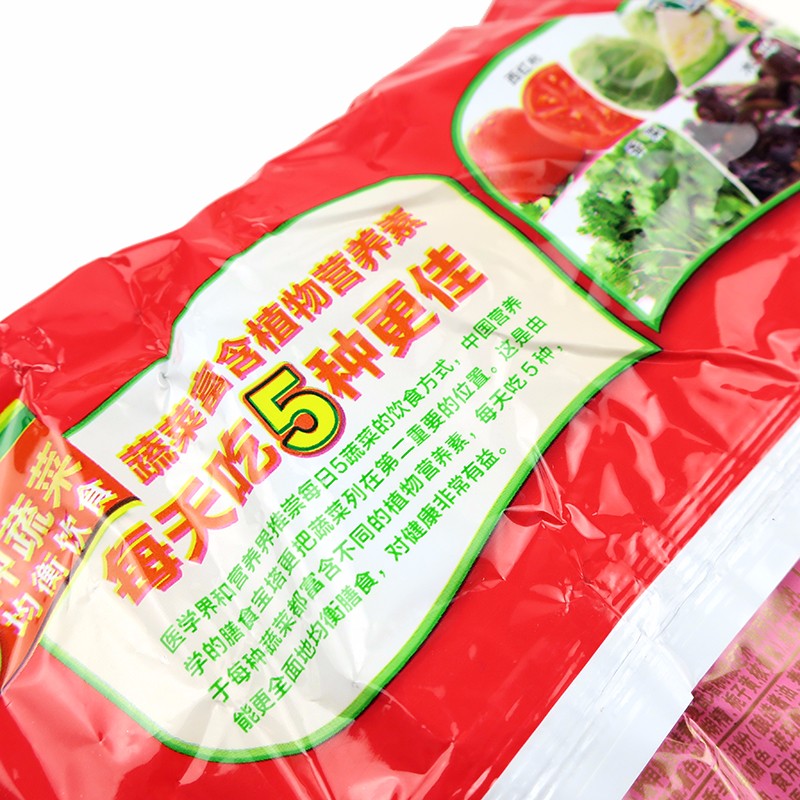 西红柿
蔬菜富含植物营养素
每天吃5种更佳
医学界和营养界推崇每日5蔬菜的饮食方式，中国营养
学的膳食宝塔更把蔬菜列在第二重要的位置。这是由
于每种蔬菜都富含不同的植物营养素，每天吃5种，
能更全面地均衡膳食，对健康非常有益。
种蔬菜
均衡饮食